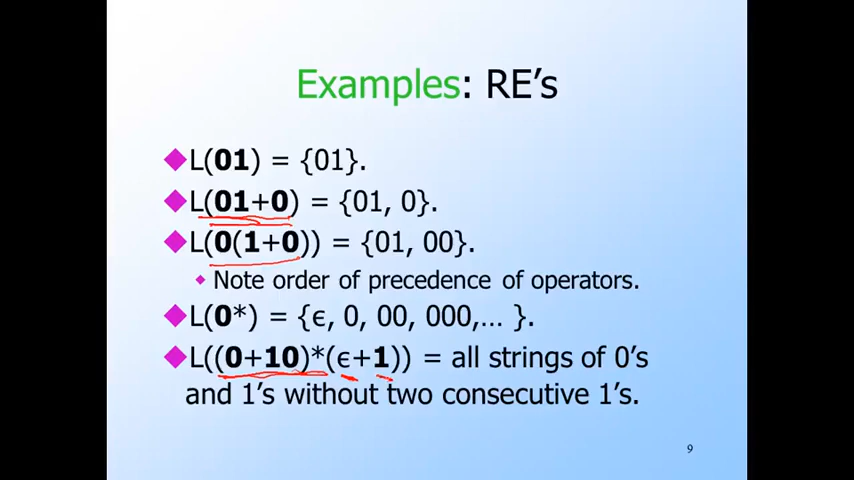 Examples: RE's
◆L(01) = {01}.
◆L(01+0) = {01, 0}.
◆L(0(1+0)) = {01, 00}.
◆ Note order of precedence of operators.
◆L(0*) = {ϵ, 0, 00, 000,… }.
◆L((0+10)*(ϵ+1)) = all strings of 0's
and 1's without two consecutive 1's.
9